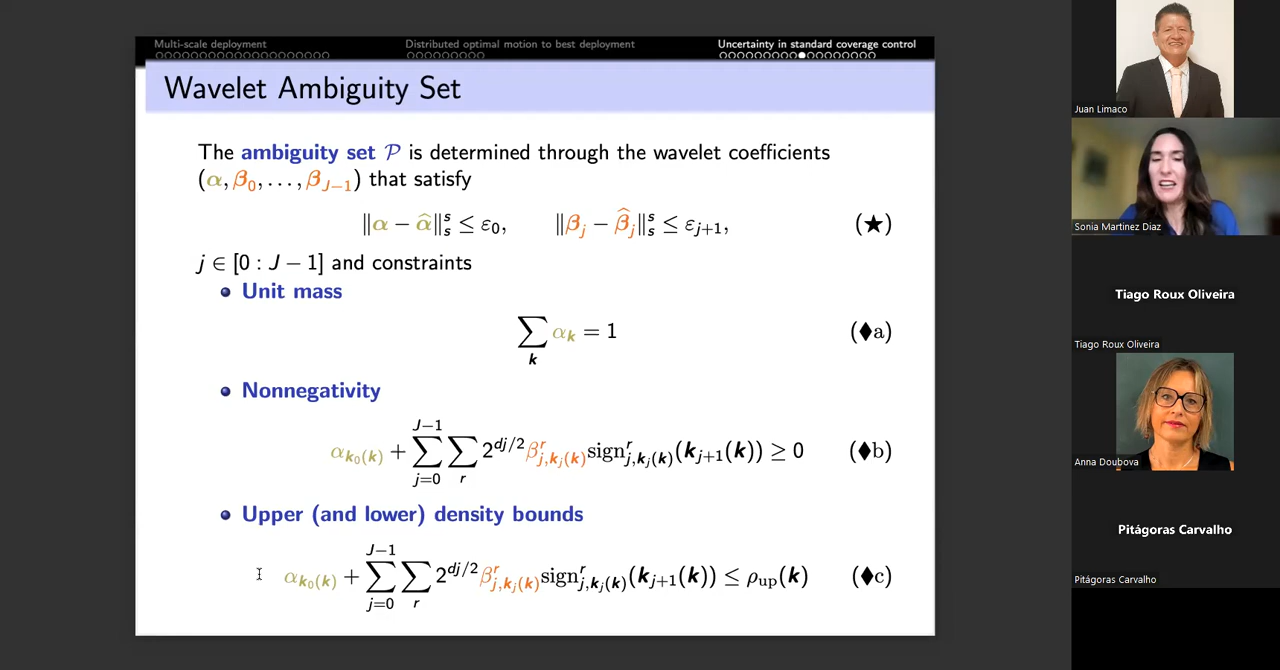 Multi-scale deployment
Distributed optimal motion to best deployment
Uncertainty in standard coverage control
Wavelet Ambiguity Set
The ambiguity set 𝒫 is determined through the wavelet coefficients
(α, β₀, …, β_{J−1}) that satisfy
‖α − α̂‖ₛˢ ≤ ε₀, ‖βⱼ − β̂ⱼ‖ₛˢ ≤ ε_{j+1}, (★)
j ∈ [0 : J − 1] and constraints
Unit mass
∑_k α_k = 1 (♦a)
Nonnegativity
α_{k₀(k)} + ∑_{j=0}^{J−1} ∑_r 2^{dj/2} β^r_{j,kⱼ(k)} sign^r_{j,kⱼ(k)}(k_{j+1}(k)) ≥ 0 (♦b)
Upper (and lower) density bounds
α_{k₀(k)} + ∑_{j=0}^{J−1} ∑_r 2^{dj/2} β^r_{j,kⱼ(k)} sign^r_{j,kⱼ(k)}(k_{j+1}(k)) ≤ ρ_up(k) (♦c)
Juan Limaco
Sonia Martinez Diaz
Tiago Roux Oliveira
Tiago Roux Oliveira
Anna Doubova
Pitágoras Carvalho
Pitágoras Carvalho